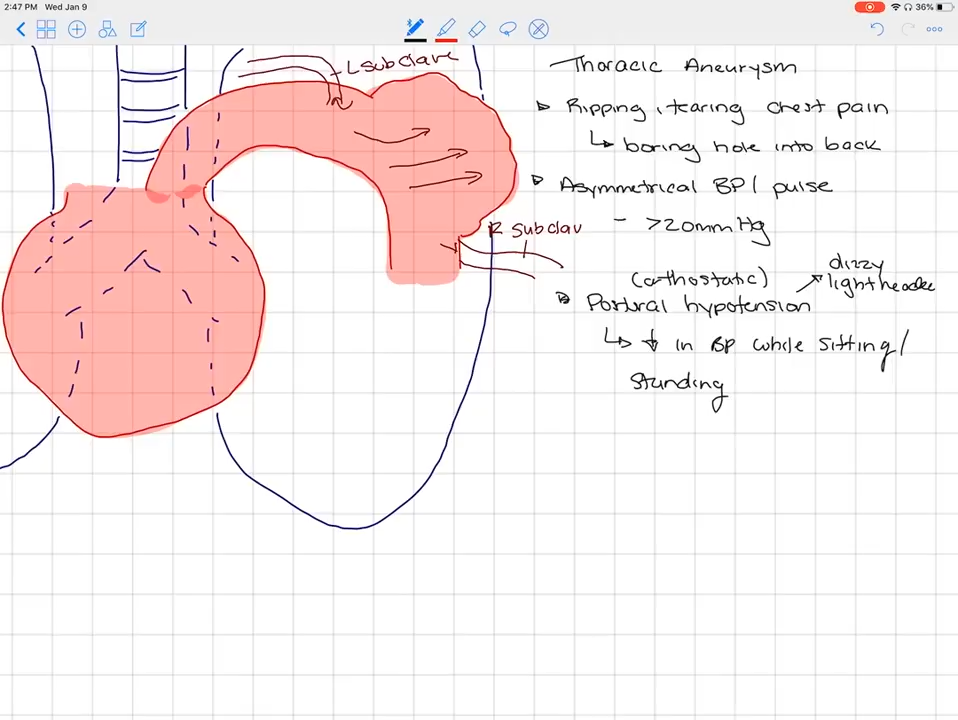 2:47 PM Wed Jan 9
36%
L subclave
Thoracic Aneurysm
Ripping, tearing chest pain
boring hole into back
Asymmetrical BP/ pulse
- >20mmHg
R subclav
(orthostatic)
dizzy
lightheaded
Postural hypotension
↳ ↓ in BP while sitting/
standing